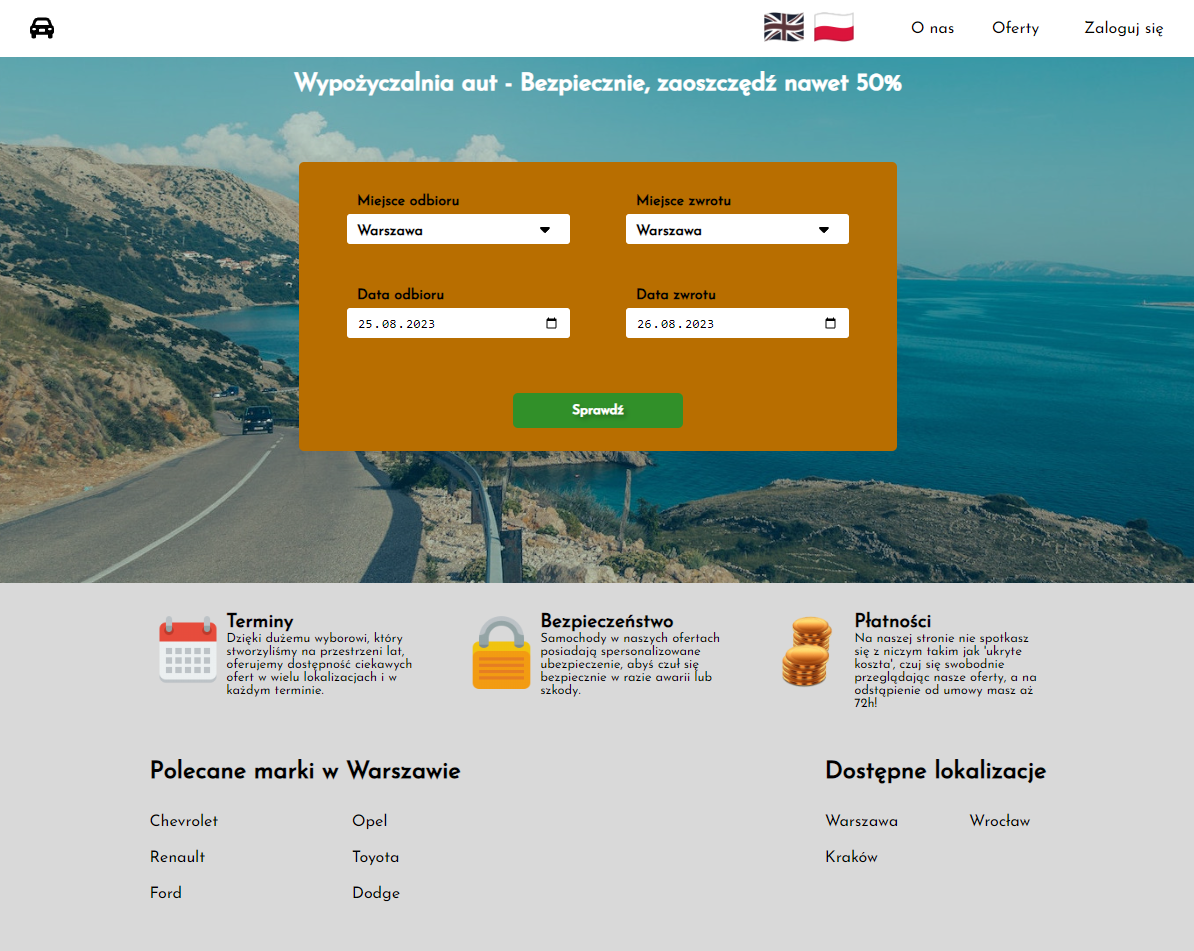 O nas Oferty Zaloguj się
Wypożyczalnia aut - Bezpiecznie, zaoszczędź nawet 50%
Miejsce odbioru Miejsce zwrotu
Warszawa Warszawa
Data odbioru Data zwrotu
25.08.2023 26.08.2023
Sprawdź
Terminy
Dzięki dużemu wyborowi, który
stworzyliśmy na przestrzeni lat,
oferujemy dostępność ciekawych
ofert w wielu lokalizacjach i w
każdym terminie.
Bezpieczeństwo
Samochody w naszych ofertach
posiadają spersonalizowane
ubezpieczenie, abyś czuł się
bezpiecznie w razie awarii lub
szkody.
Płatności
Na naszej stronie nie spotkasz
się z niczym takim jak 'ukryte
koszta', czuj się swobodnie
przeglądając nasze oferty, a na
odstąpienie od umowy masz aż
72h!
Polecane marki w Warszawie
Chevrolet Opel
Renault Toyota
Ford Dodge
Dostępne lokalizacje
Warszawa Wrocław
Kraków